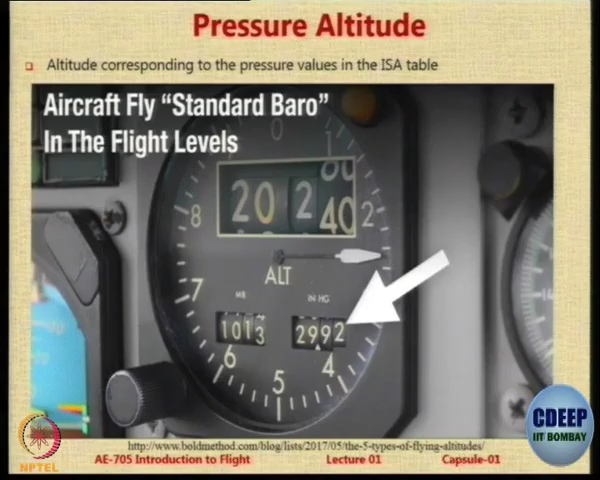 Pressure Altitude
Altitude corresponding to the pressure values in the ISA table
Aircraft Fly “Standard Baro”
In The Flight Levels
0
1
8
20 2 40
2
ALT
7
MB
IN HG
1013
2992
6
4
5
CDEEP
IIT BOMBAY
NPTEL
http://www.boldmethod.com/blog/lists/2017/05/the-5-types-of-flying-altitudes/
AE-705 Introduction to Flight Lecture 01 Capsule-01